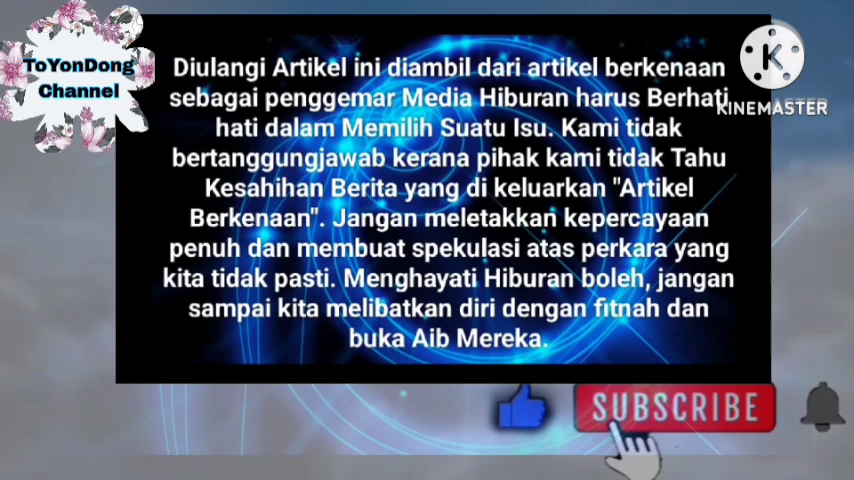 ToYonDong
Channel
KINEMASTER
Diulangi Artikel ini diambil dari artikel berkenaan
sebagai penggemar Media Hiburan harus Berhati
hati dalam Memilih Suatu Isu. Kami tidak
bertanggungjawab kerana pihak kami tidak Tahu
Kesahihan Berita yang di keluarkan "Artikel
Berkenaan". Jangan meletakkan kepercayaan
penuh dan membuat spekulasi atas perkara yang
kita tidak pasti. Menghayati Hiburan boleh, jangan
sampai kita melibatkan diri dengan fitnah dan
buka Aib Mereka.
SUBSCRIBE